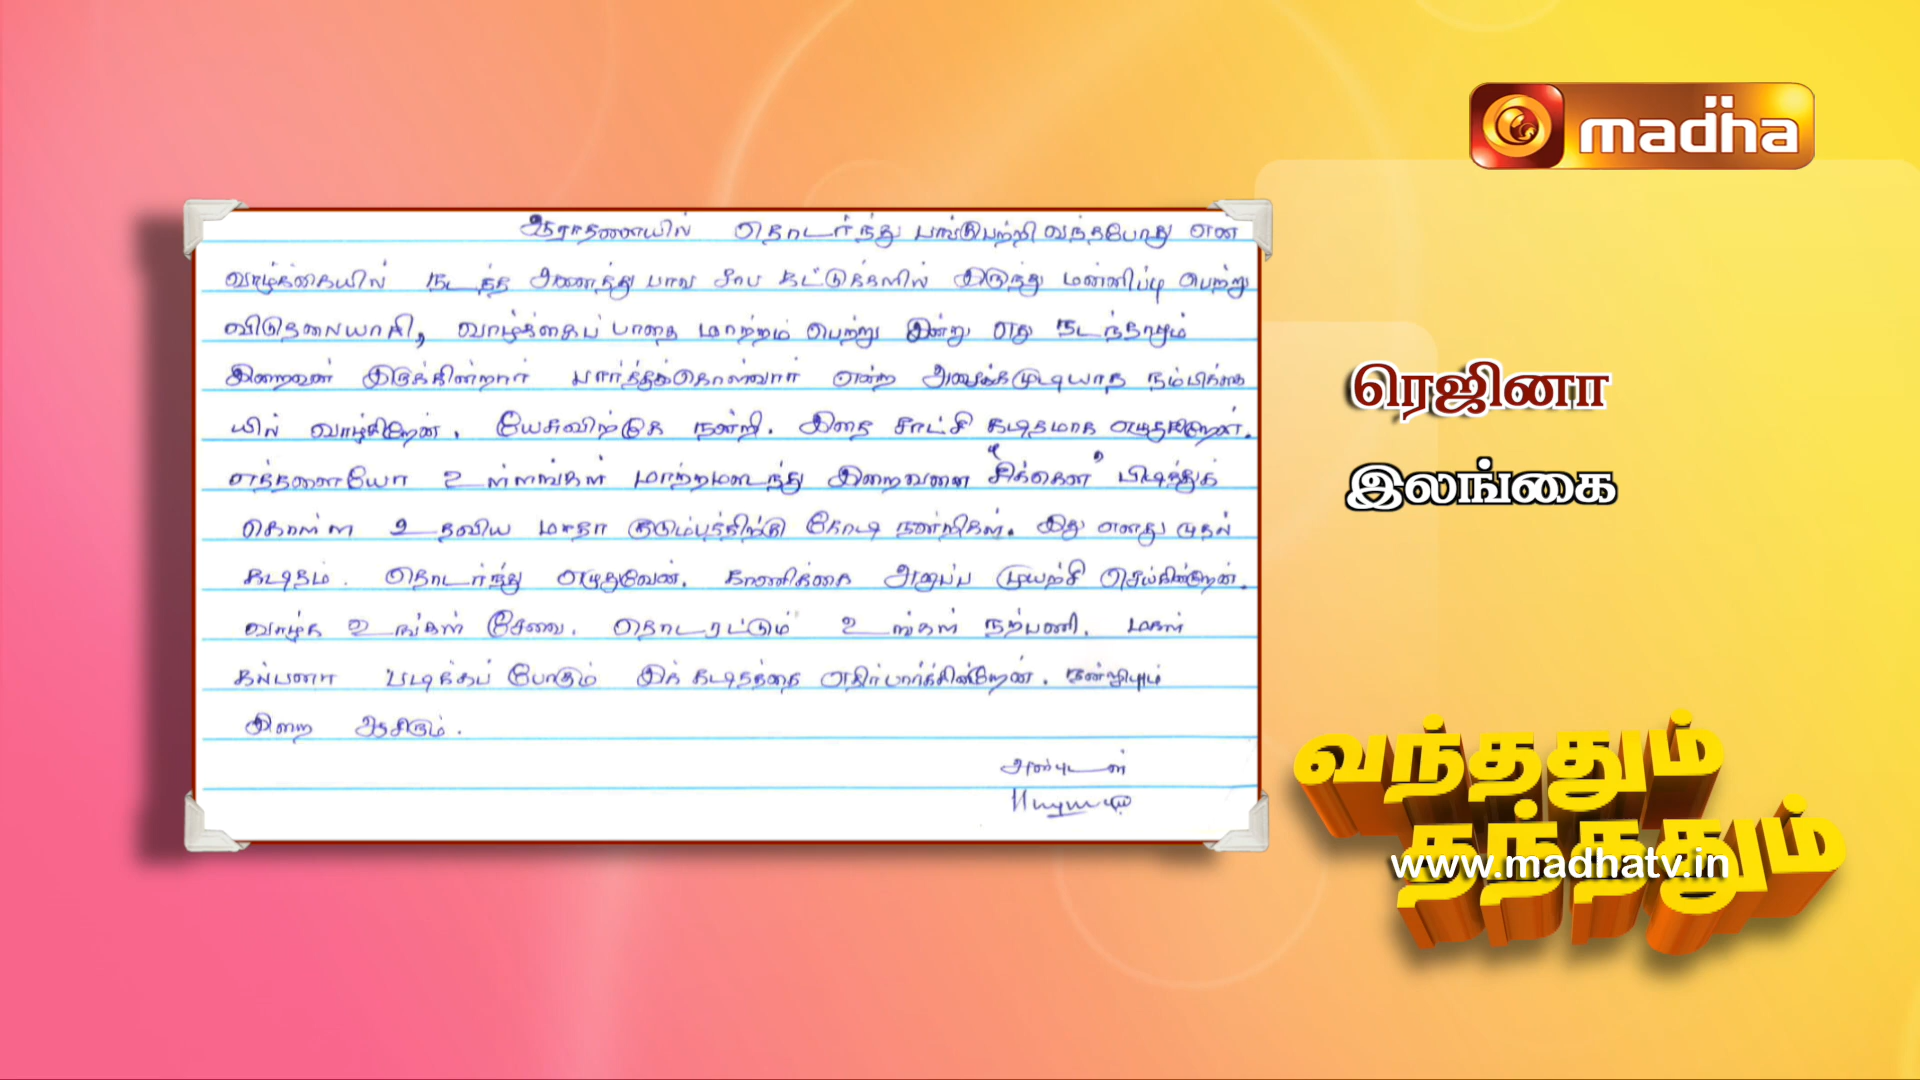 madha
ஆராதனையில் தொடர்ந்து பங்குபற்றி வந்தபோது என்
வாழ்க்கையில் நடந்த அனைத்து பாவ சாப கட்டுக்களில் இருந்து மன்னிப்பு பெற்று
விடுதலையாகி, வாழ்க்கைப் பாதை மாற்றம் பெற்று இன்று எது நடந்தாலும்
இறைவன் இருக்கின்றார் பார்த்துக்கொள்வார் என்ற அசைக்கமுடியாத நம்பிக்கை
யில் வாழ்கிறேன். யேசுவிற்கு நன்றி. இதை சாட்சி கடிதமாக எழுதுகிறேன்.
எத்தனையோ உள்ளங்கள் மாற்றமடைந்து இறைவனை "சிக்கென" பிடித்துக்
கொள்ள உதவிய மாதா குடும்பத்திற்கு கோடி நன்றிகள். இது எனது முதல்
கடிதம். தொடர்ந்து எழுதுவேன். காணிக்கை அனுப்ப முயற்சி செய்கின்றேன்.
வாழ்க உங்கள் சேவை. தொடரட்டும் உங்கள் நற்பணி. மகள்
கல்பனா படிக்கப் போகும் இக் கடிதத்தை எதிர்பார்க்கின்றேன். நன்றியும்
இறை ஆசிரும்.
அன்புடன்
ரெஜினா
இலங்கை
வந்ததும்
தந்ததும்
www.madhatv.in